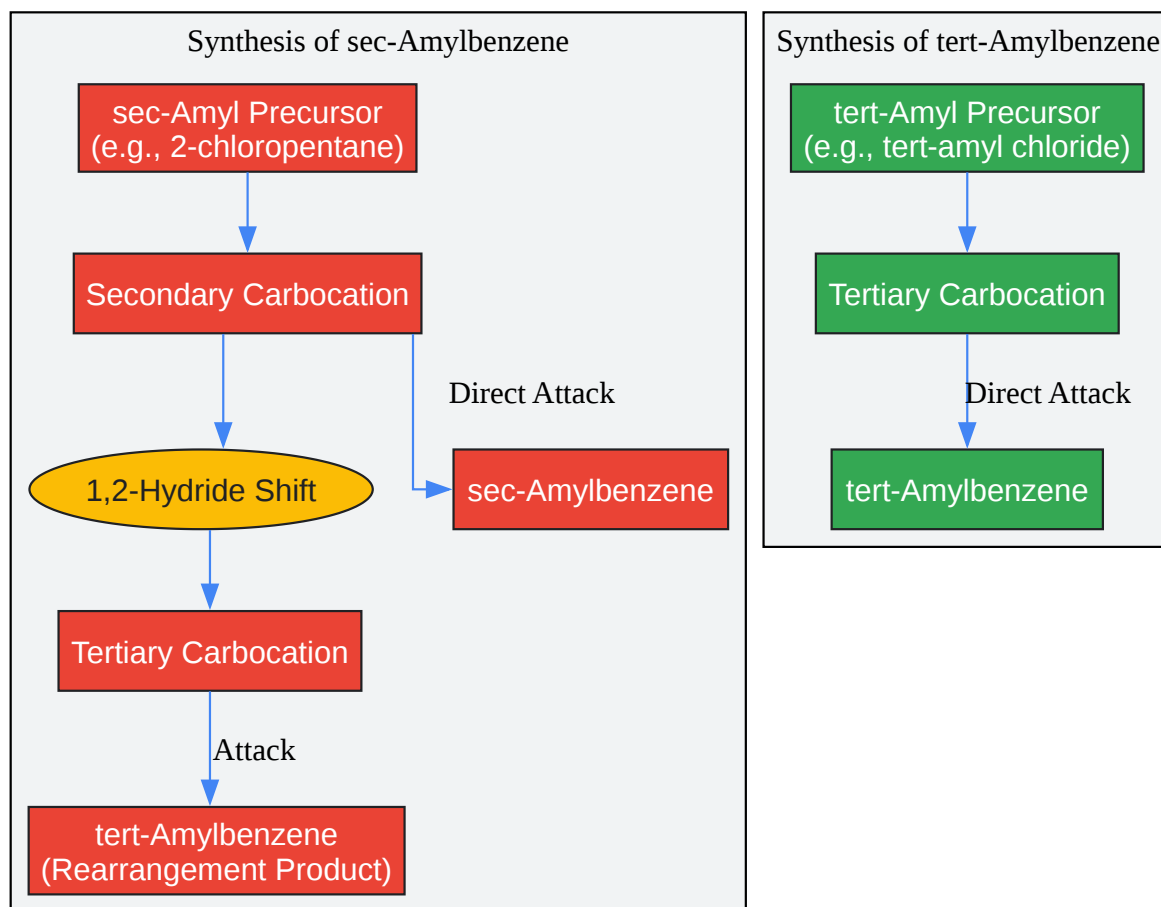 Synthesis of sec-Amylbenzene
sec-Amyl Precursor
(e.g., 2-chloropentane)
Secondary Carbocation
Direct Attack
1,2-Hydride Shift
sec-Amylbenzene
Tertiary Carbocation
Attack
tert-Amylbenzene
(Rearrangement Product)
Synthesis of tert-Amylbenzene
tert-Amyl Precursor
(e.g., tert-amyl chloride)
Tertiary Carbocation
Direct Attack
tert-Amylbenzene